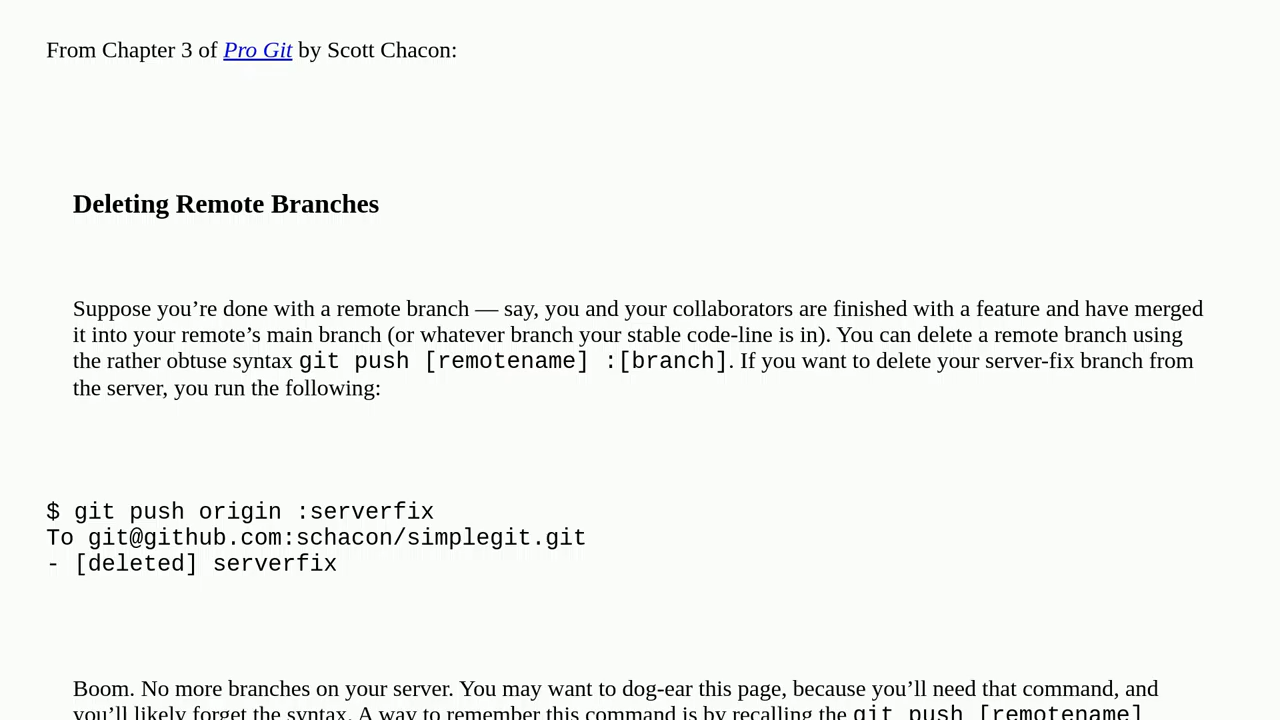 From Chapter 3 of Pro Git by Scott Chacon:
Deleting Remote Branches
Suppose you’re done with a remote branch — say, you and your collaborators are finished with a feature and have merged
it into your remote’s main branch (or whatever branch your stable code-line is in). You can delete a remote branch using
the rather obtuse syntax git push [remotename] :[branch]. If you want to delete your server-fix branch from
the server, you run the following:
$ git push origin :serverfix
To git@github.com:schacon/simplegit.git
- [deleted] serverfix
Boom. No more branches on your server. You may want to dog-ear this page, because you’ll need that command, and
you’ll likely forget the syntax. A way to remember this command is by recalling the git push [remotename]